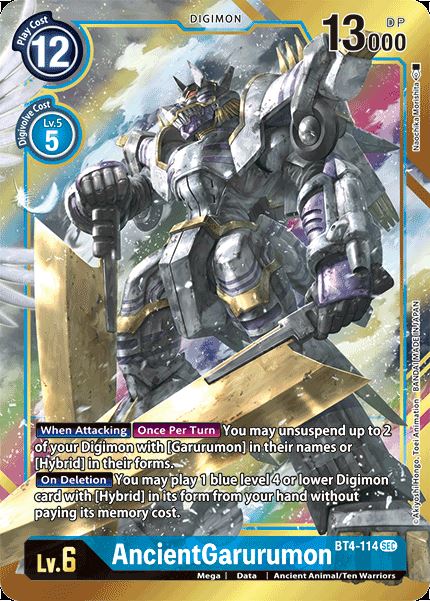 Play Cost
12
DIGIMON
13000 DP
Digivolve Cost
Lv.5
5
Naochika Morishita
©Akiyoshi Hongo, Toei Animation BANDAI MADE IN JAPAN
When Attacking Once Per Turn You may unsuspend up to 2
of your Digimon with [Garurumon] in their names or
[Hybrid] in their forms.
On Deletion You may play 1 blue level 4 or lower Digimon
card with [Hybrid] in its form from your hand without
paying its memory cost.
Lv.6
AncientGarurumon
BT4-114 SEC
Mega | Data | Ancient Animal/Ten Warriors